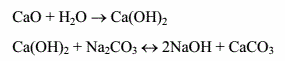 CaO + H₂O → Ca(OH)₂
Ca(OH)₂ + Na₂CO₃ ↔ 2NaOH + CaCO₃